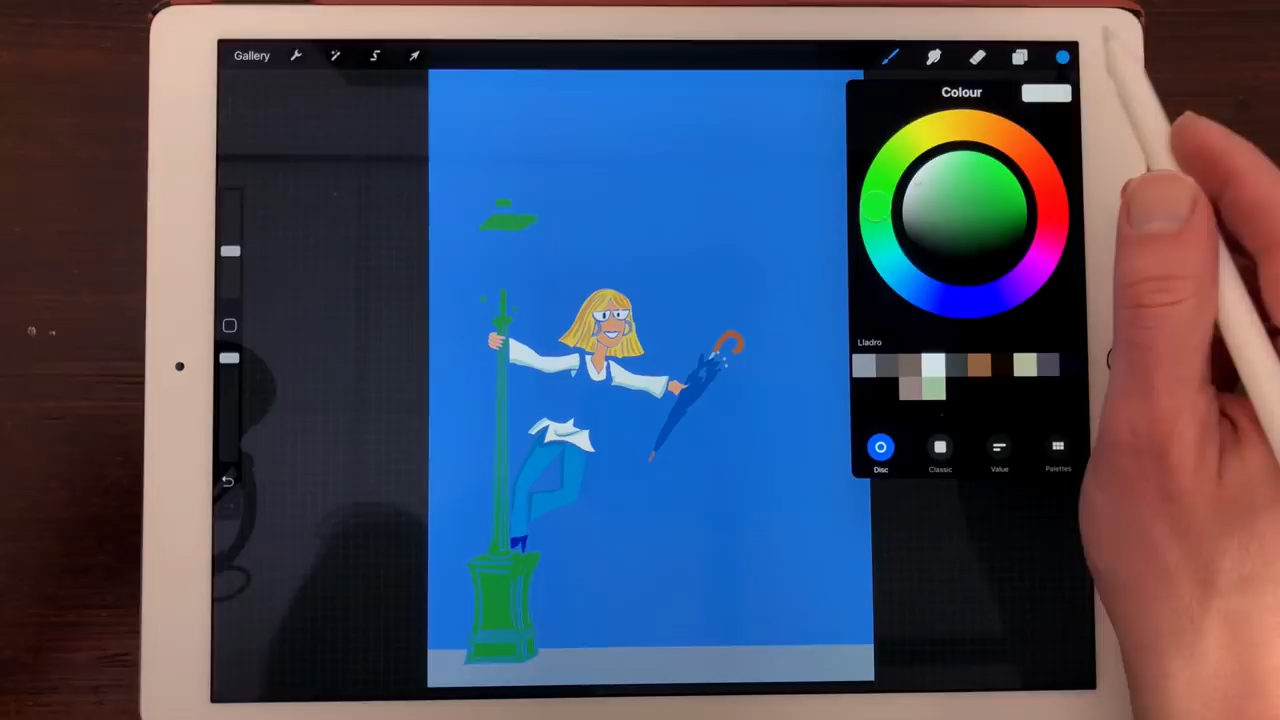 Gallery
Colour
Lladro
Disc
Classic
Value
Palettes